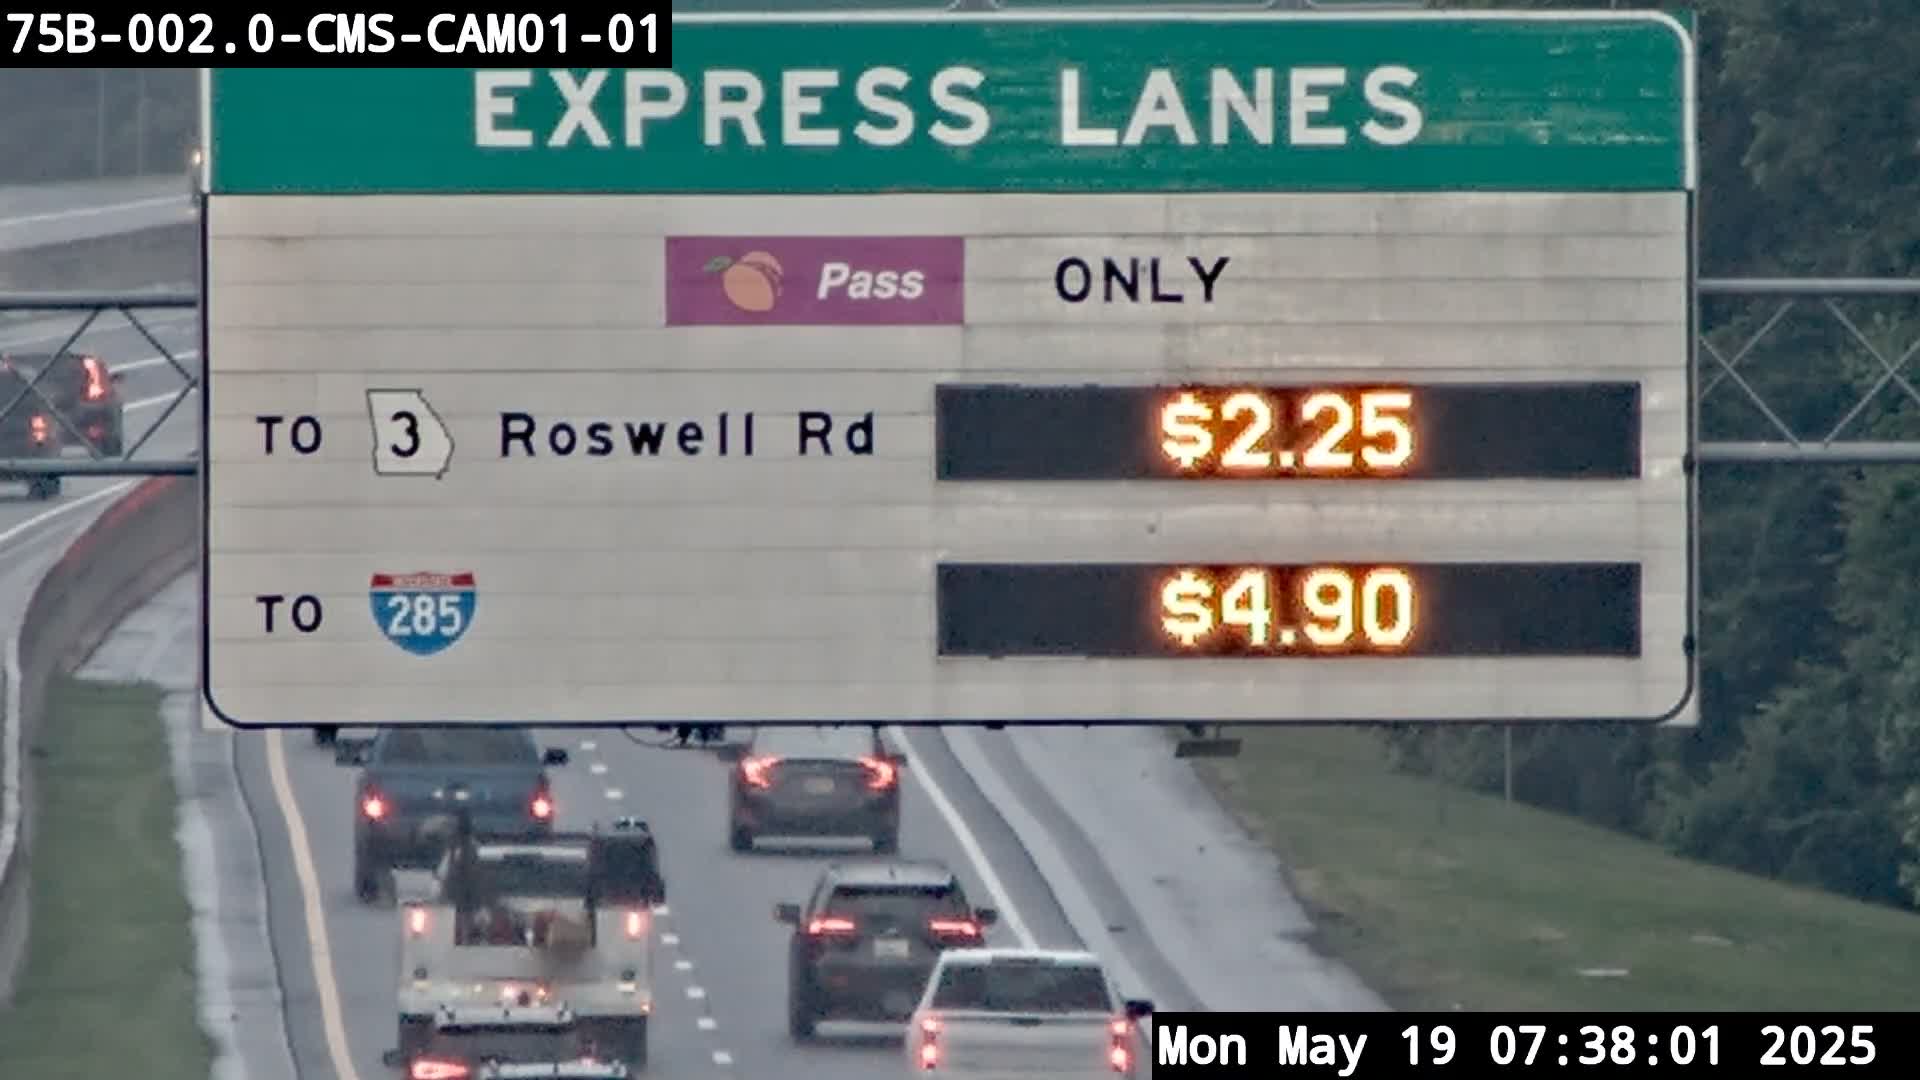 75B-002.0-CMS-CAM01-01
EXPRESS LANES
Pass ONLY
TO 3 Roswell Rd $2.25
TO INTERSTATE 285 $4.90
Mon May 19 07:38:01 2025